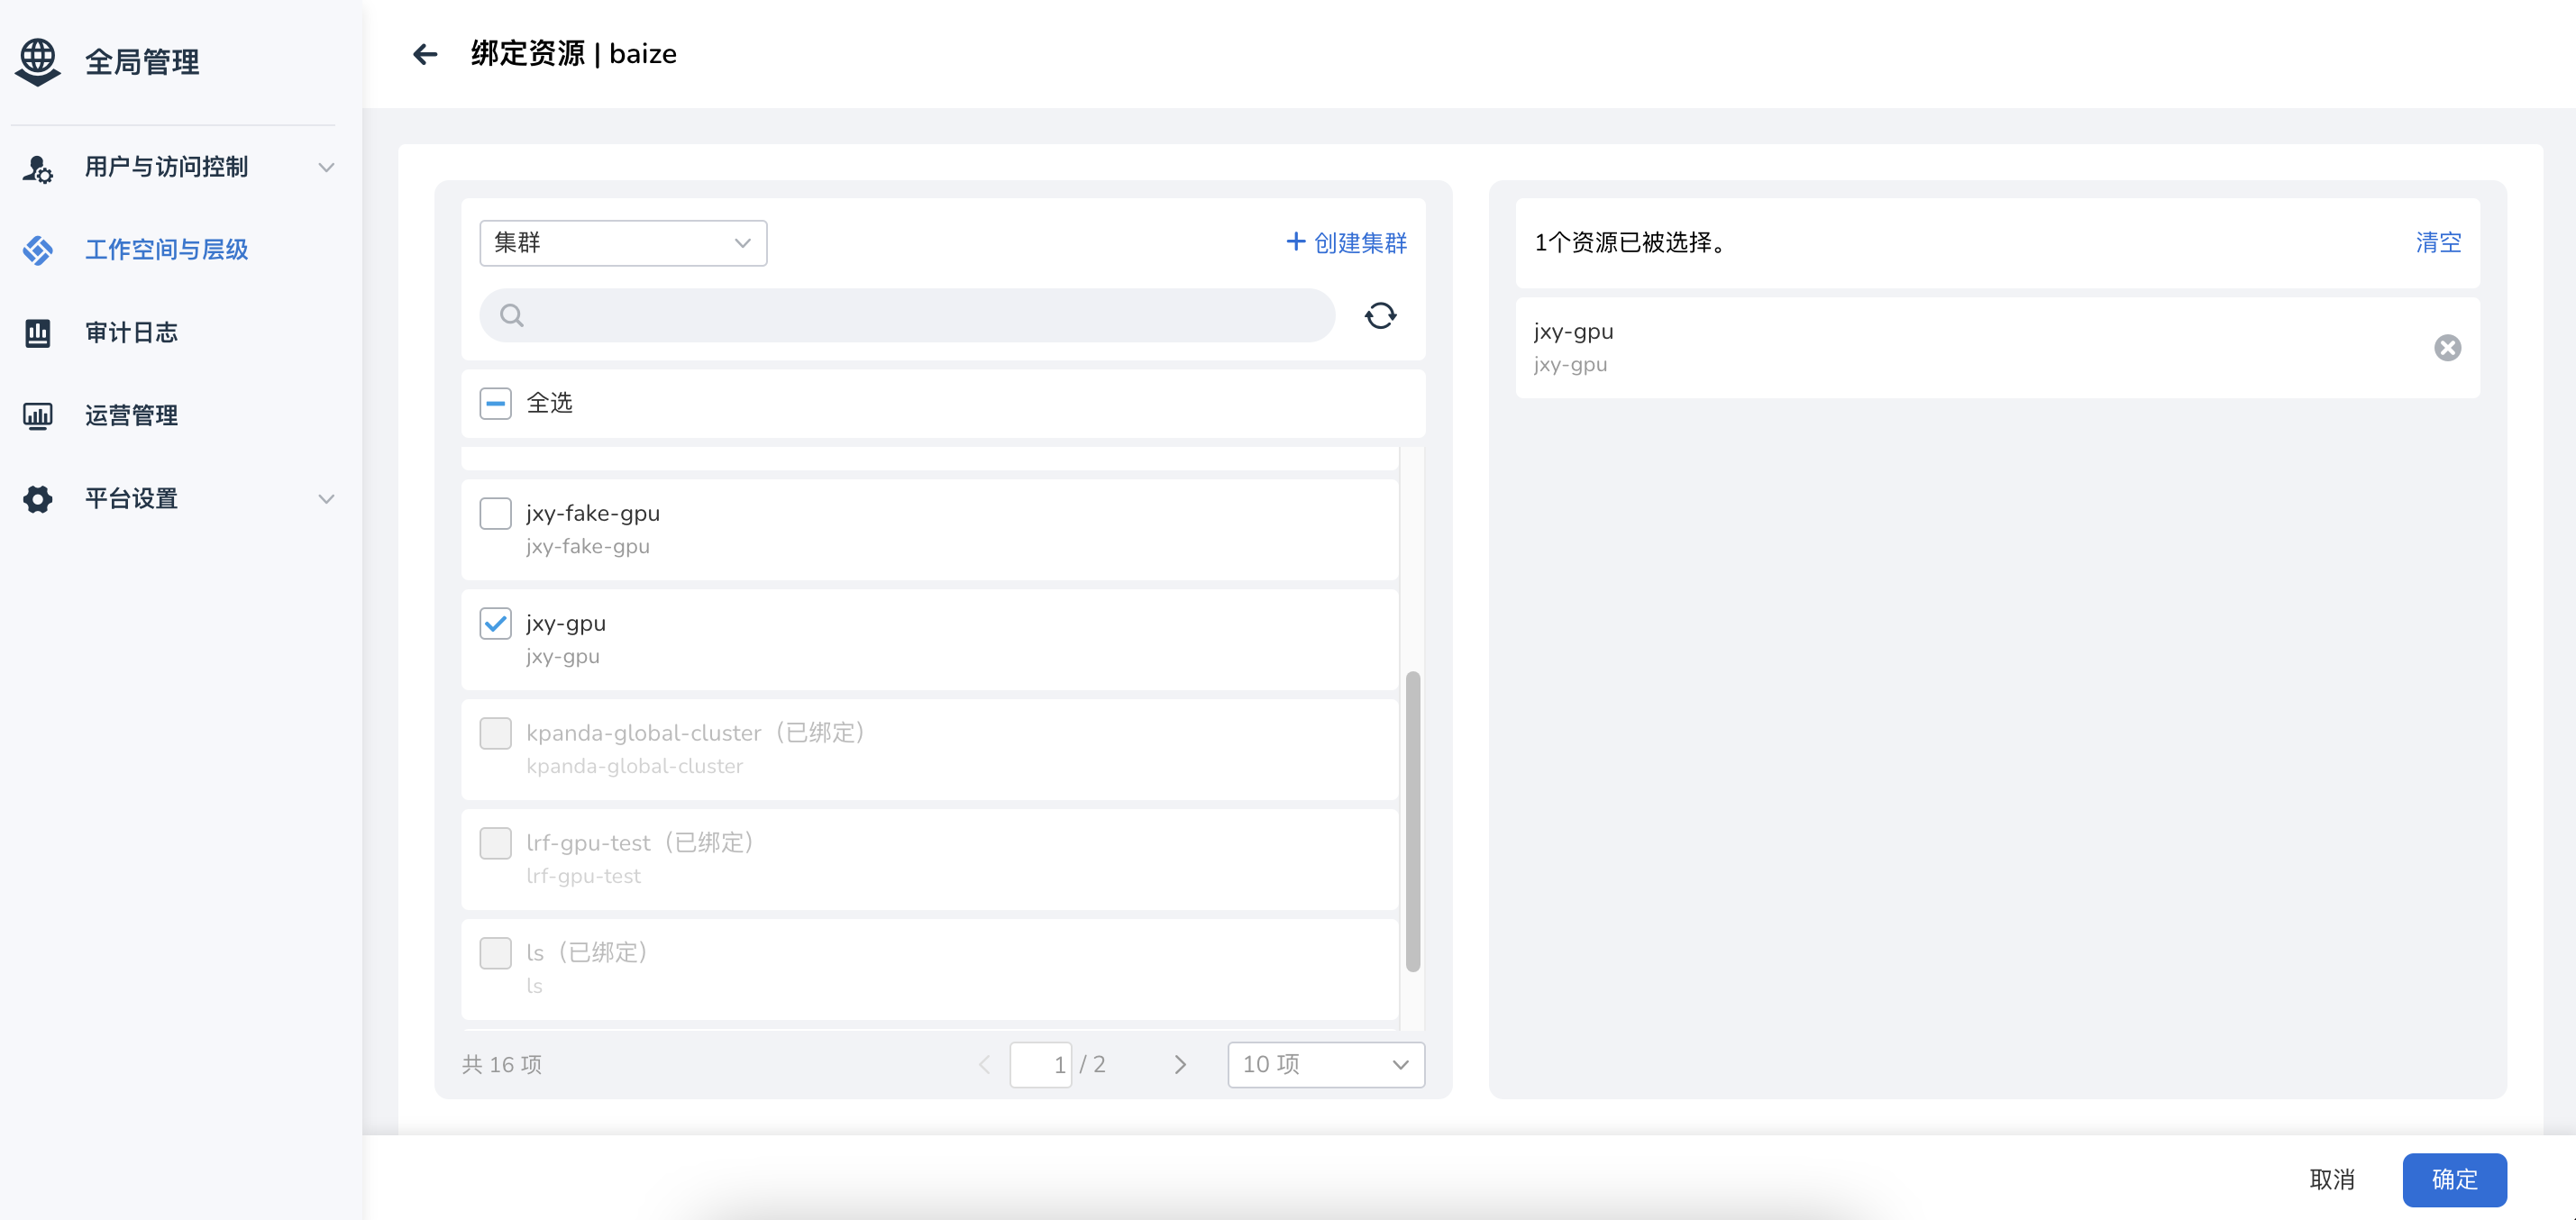 全局管理
用户与访问控制
工作空间与层级
审计日志
运营管理
平台设置
绑定资源 | baize
集群
创建集群
全选
jxy-fake-gpu
jxy-fake-gpu
jxy-gpu
jxy-gpu
kpanda-global-cluster（已绑定）
kpanda-global-cluster
lrf-gpu-test（已绑定）
lrf-gpu-test
ls（已绑定）
ls
共 16 项
1 / 2
10 项
1个资源已被选择。
清空
jxy-gpu
jxy-gpu
取消
确定